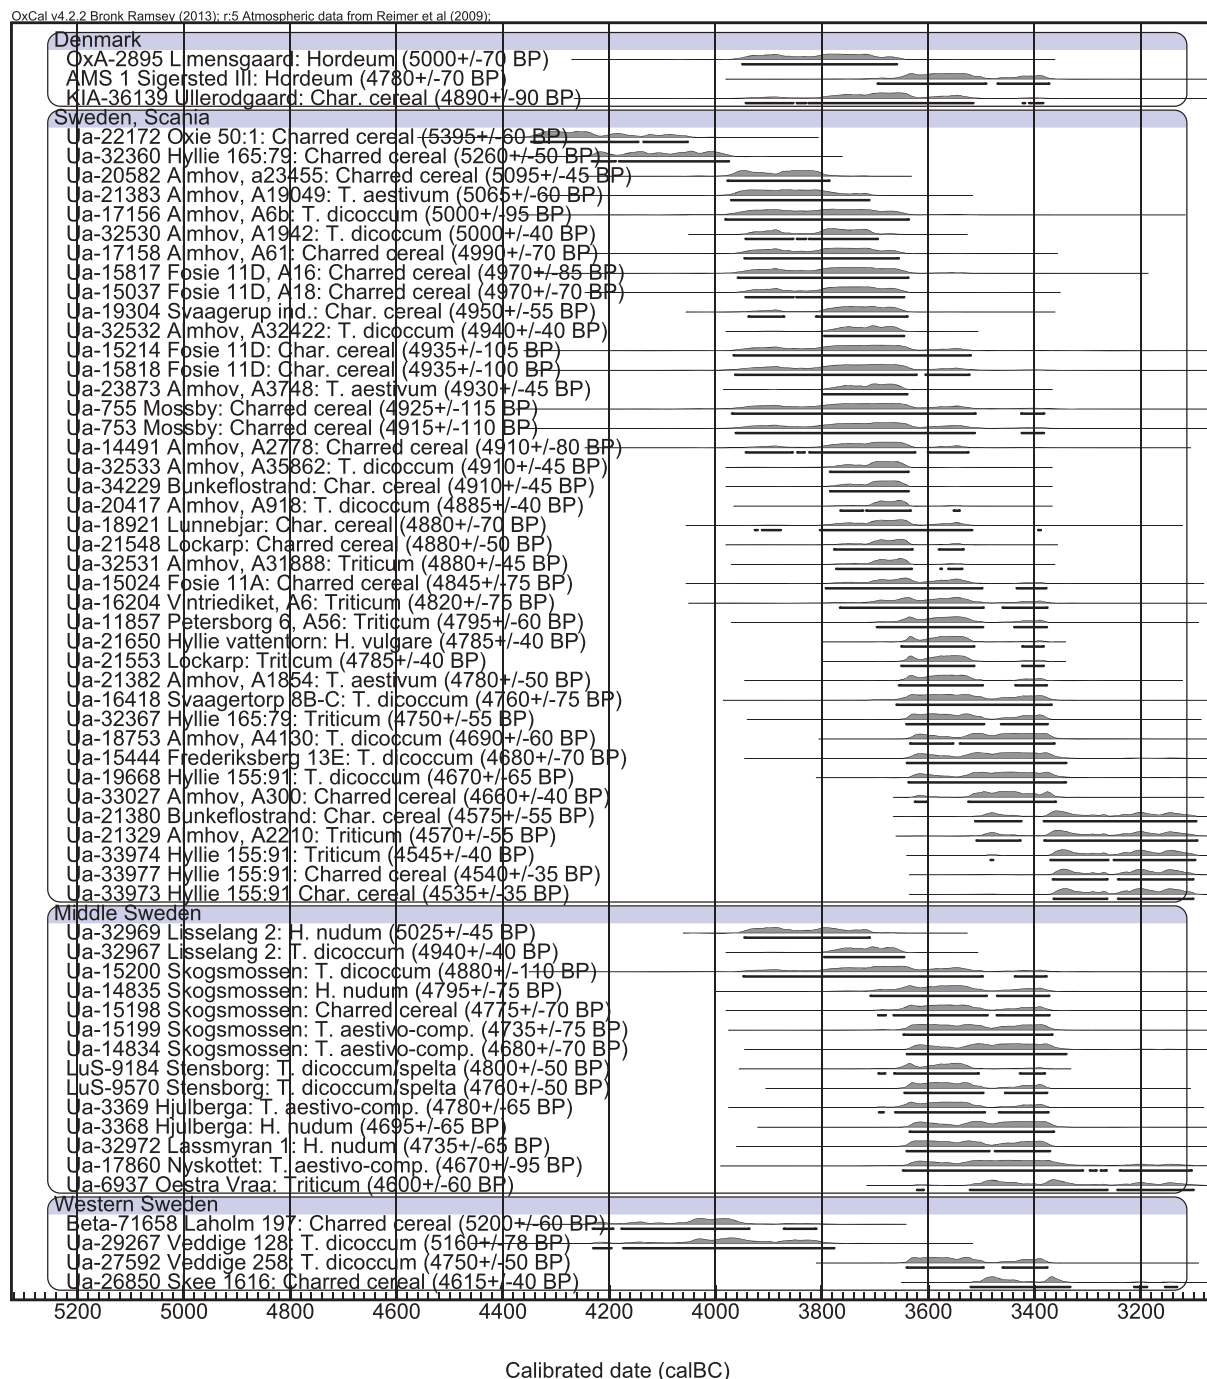 OxCal v4.2.2 Bronk Ramsey (2013); r:5 Atmospheric data from Reimer et al (2009);
Denmark
OxA-2895 Limensgaard: Hordeum (5000+/-70 BP)
AMS 1 Sigersted III: Hordeum (4780+/-70 BP)
KIA-36139 Ullerodgaard: Char. cereal (4890+/-90 BP)
Sweden, Scania
Ua-22172 Oxie 50:1: Charred cereal (5395+/-60 BP)
Ua-32360 Hyllie 165:79: Charred cereal (5260+/-50 BP)
Ua-20582 Almhov, a23455: Charred cereal (5095+/-45 BP)
Ua-21383 Almhov, A19049: T. aestivum (5065+/-60 BP)
Ua-17156 Almhov, A6b: T. dicoccum (5000+/-95 BP)
Ua-32530 Almhov, A1942: T. dicoccum (5000+/-40 BP)
Ua-17158 Almhov, A61: Charred cereal (4990+/-70 BP)
Ua-15817 Fosie 11D, A16: Charred cereal (4970+/-85 BP)
Ua-15037 Fosie 11D, A18: Charred cereal (4970+/-70 BP)
Ua-19304 Svaagerup ind.: Char. cereal (4950+/-55 BP)
Ua-32532 Almhov, A32422: T. dicoccum (4940+/-40 BP)
Ua-15214 Fosie 11D: Char. cereal (4935+/-105 BP)
Ua-15818 Fosie 11D: Char. cereal (4935+/-100 BP)
Ua-23873 Almhov, A3748: T. aestivum (4930+/-45 BP)
Ua-755 Mossby: Charred cereal (4925+/-115 BP)
Ua-753 Mossby: Charred cereal (4915+/-110 BP)
Ua-14491 Almhov, A2778: Charred cereal (4910+/-80 BP)
Ua-32533 Almhov, A35862: T. dicoccum (4910+/-45 BP)
Ua-34229 Bunkeflostrand: Char. cereal (4910+/-45 BP)
Ua-20417 Almhov, A918: T. dicoccum (4885+/-40 BP)
Ua-18921 Lunnebjar: Char. cereal (4880+/-70 BP)
Ua-21548 Lockarp: Charred cereal (4880+/-50 BP)
Ua-32531 Almhov, A31888: Triticum (4880+/-45 BP)
Ua-15024 Fosie 11A: Charred cereal (4845+/-75 BP)
Ua-16204 Vintriediket, A6: Triticum (4820+/-75 BP)
Ua-11857 Petersborg 6, A56: Triticum (4795+/-60 BP)
Ua-21650 Hyllie vattentorn: H. vulgare (4785+/-40 BP)
Ua-21553 Lockarp: Triticum (4785+/-40 BP)
Ua-21382 Almhov, A1854: T. aestivum (4780+/-50 BP)
Ua-16418 Svaagertorp 8B-C: T. dicoccum (4760+/-75 BP)
Ua-32367 Hyllie 165:79: Triticum (4750+/-55 BP)
Ua-18753 Almhov, A4130: T. dicoccum (4690+/-60 BP)
Ua-15444 Frederiksberg 13E: T. dicoccum (4680+/-70 BP)
Ua-19668 Hyllie 155:91: T. dicoccum (4670+/-65 BP)
Ua-33027 Almhov, A300: Charred cereal (4660+/-40 BP)
Ua-21380 Bunkeflostrand: Char. cereal (4575+/-55 BP)
Ua-21329 Almhov, A2210: Triticum (4570+/-55 BP)
Ua-33974 Hyllie 155:91: Triticum (4545+/-40 BP)
Ua-33977 Hyllie 155:91: Charred cereal (4540+/-35 BP)
Ua-33973 Hyllie 155:91 Char. cereal (4535+/-35 BP)
Middle Sweden
Ua-32969 Lisselang 2: H. nudum (5025+/-45 BP)
Ua-32967 Lisselang 2: T. dicoccum (4940+/-40 BP)
Ua-15200 Skogsmossen: T. dicoccum (4880+/-110 BP)
Ua-14835 Skogsmossen: H. nudum (4795+/-75 BP)
Ua-15198 Skogsmossen: Charred cereal (4775+/-70 BP)
Ua-15199 Skogsmossen: T. aestivo-comp. (4735+/-75 BP)
Ua-14834 Skogsmossen: T. aestivo-comp. (4680+/-70 BP)
LuS-9184 Stensborg: T. dicoccum/spelta (4800+/-50 BP)
LuS-9570 Stensborg: T. dicoccum/spelta (4760+/-50 BP)
Ua-3369 Hjulberga: T. aestivo-comp. (4780+/-65 BP)
Ua-3368 Hjulberga: H. nudum (4695+/-65 BP)
Ua-32972 Lassmyran 1: H. nudum (4735+/-65 BP)
Ua-17860 Nyskottet: T. aestivo-comp. (4670+/-95 BP)
Ua-6937 Oestra Vraa: Triticum (4600+/-60 BP)
Western Sweden
Beta-71658 Laholm 197: Charred cereal (5200+/-60 BP)
Ua-29267 Veddige 128: T. dicoccum (5160+/-78 BP)
Ua-27592 Veddige 258: T. dicoccum (4750+/-50 BP)
Ua-26850 Skee 1616: Charred cereal (4615+/-40 BP)
5200 5000 4800 4600 4400 4200 4000 3800 3600 3400 3200
Calibrated date (calBC)